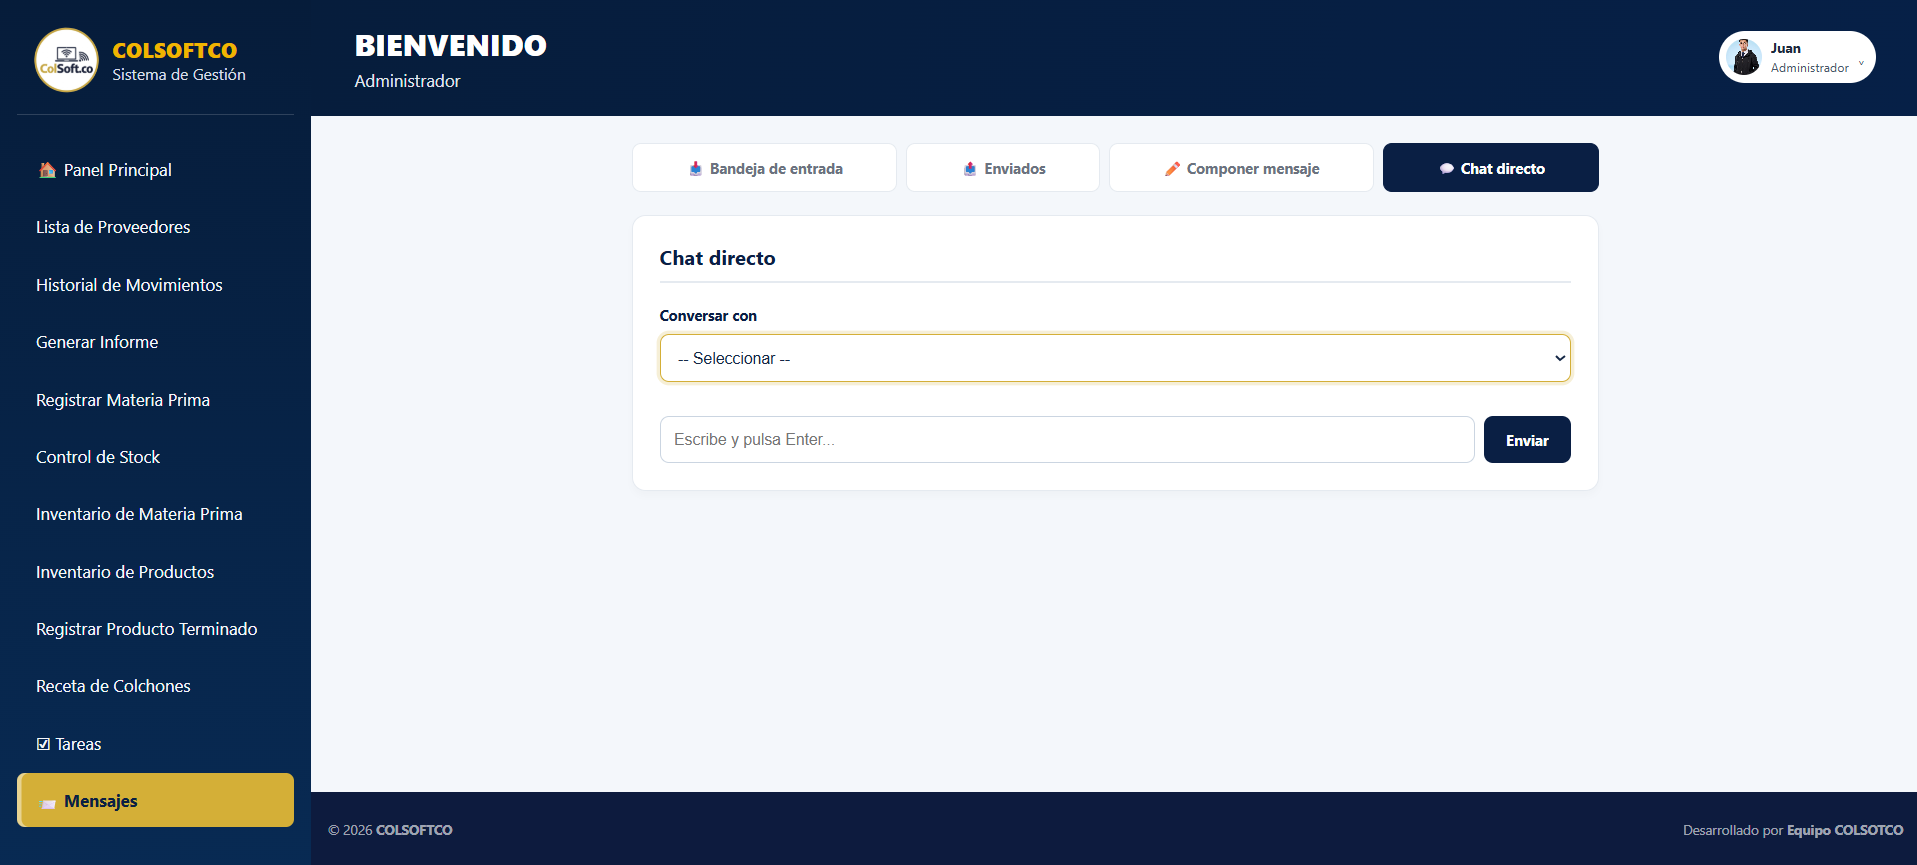 ColSoft.co
COLSOFTCO
Sistema de Gestión
BIENVENIDO
Administrador
Juan
Administrador
Panel Principal
Lista de Proveedores
Historial de Movimientos
Generar Informe
Registrar Materia Prima
Control de Stock
Inventario de Materia Prima
Inventario de Productos
Registrar Producto Terminado
Receta de Colchones
Tareas
Mensajes
Bandeja de entrada
Enviados
Componer mensaje
Chat directo
Chat directo
Conversar con
-- Seleccionar --
Escribe y pulsa Enter...
Enviar
© 2026 COLSOFTCO
Desarrollado por Equipo COLSOTCO